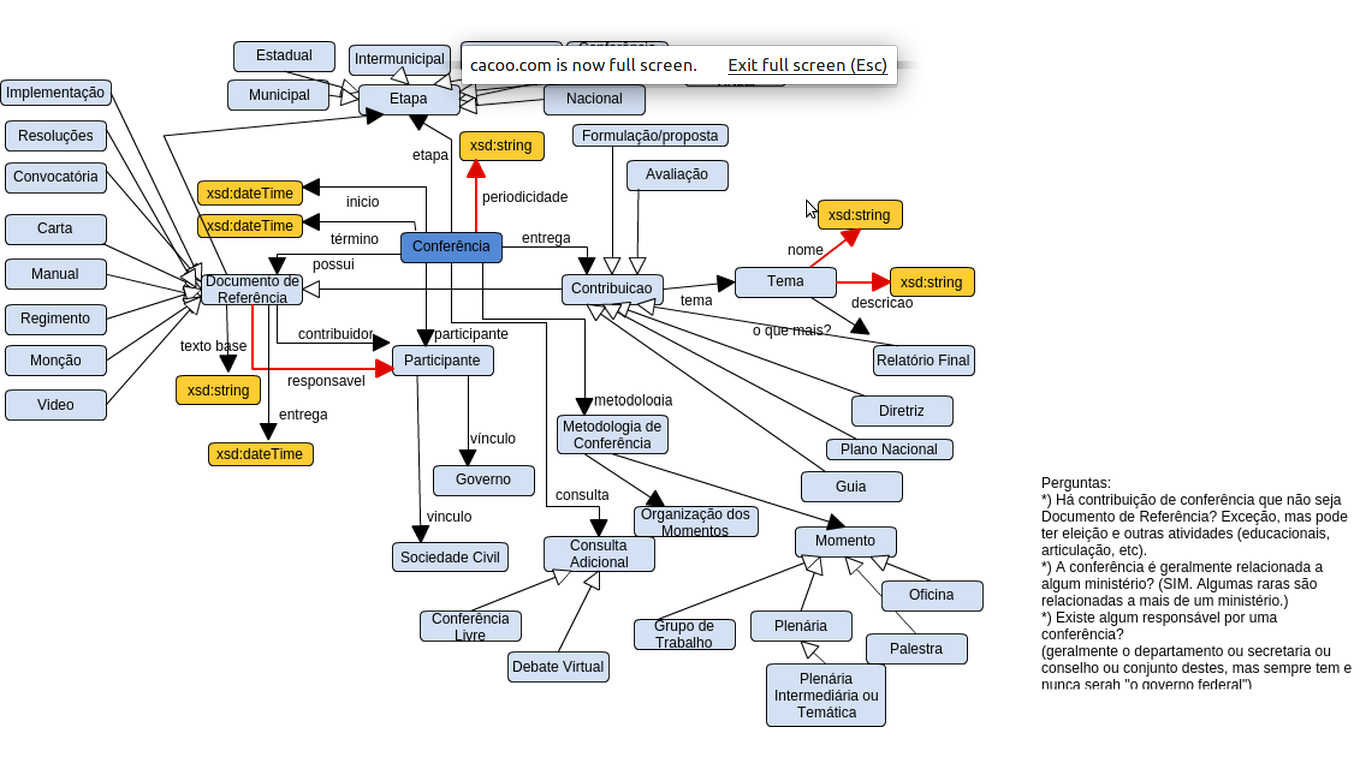 cacoo.com is now full screen. Exit full screen (Esc)
Estadual
Intermunicipal
Municipal
Etapa
Nacional
Implementação
Resoluções
Convocatória
Carta
Manual
Regimento
Monção
Video
etapa
xsd:string
periodicidade
Formulação/proposta
Avaliação
xsd:dateTime
inicio
xsd:dateTime
término
Conferência
entrega
possui
Documento de
Referência
Contribuicao
tema
Tema
nome
xsd:string
xsd:string
descricao
o que mais?
Relatório Final
contribuidor
participante
texto base
Participante
responsavel
xsd:string
entrega
xsd:dateTime
metodologia
Metodologia de
Conferência
Diretriz
Plano Nacional
Guia
vínculo
Governo
vinculo
Sociedade Civil
consulta
Organização dos
Momentos
Consulta
Adicional
Momento
Conferência
Livre
Debate Virtual
Grupo de
Trabalho
Plenária
Oficina
Palestra
Plenária
Intermediária ou
Temática
Perguntas:
*) Há contribuição de conferência que não seja
Documento de Referência? Exceção, mas pode
ter eleição e outras atividades (educacionais,
articulação, etc).
*) A conferência é geralmente relacionada a
algum ministério? (SIM. Algumas raras são
relacionadas a mais de um ministério.)
*) Existe algum responsável por uma
conferência?
(geralmente o departamento ou secretaria ou
conselho ou conjunto destes, mas sempre tem e
nunca serah "o governo federal")